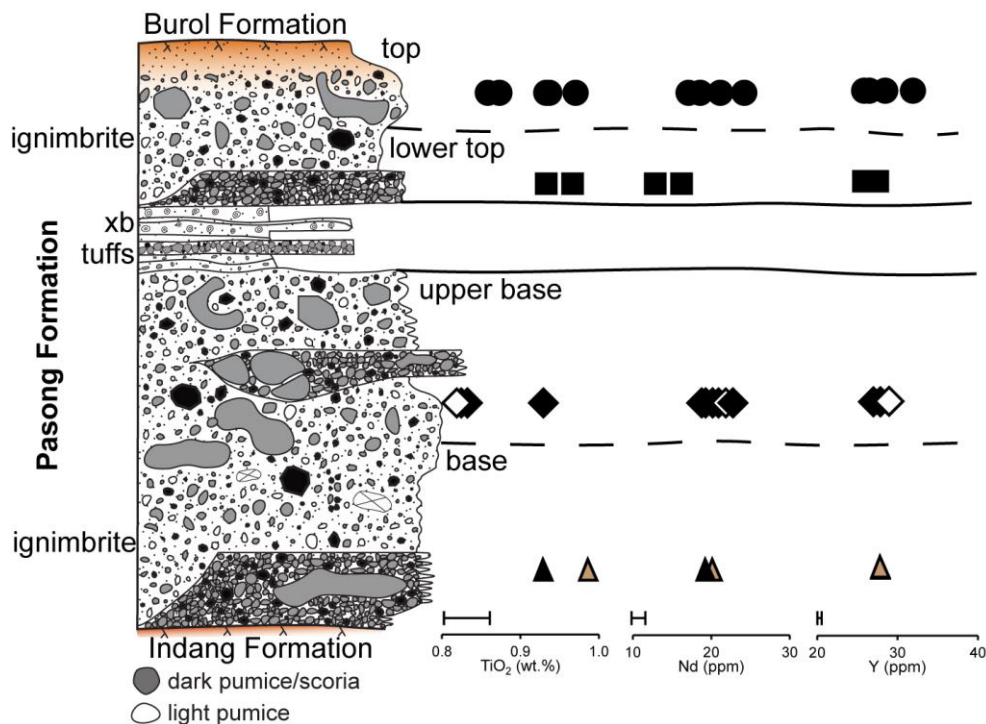 Burol Formation
top
ignimbrite
lower top
xb
tuffs
upper base
Pasong Formation
base
ignimbrite
Indang Formation
0.8 0.9 1.0
TiO2 (wt.%)
10 20 30
Nd (ppm)
20 30 40
Y (ppm)
dark pumice/scoria
light pumice